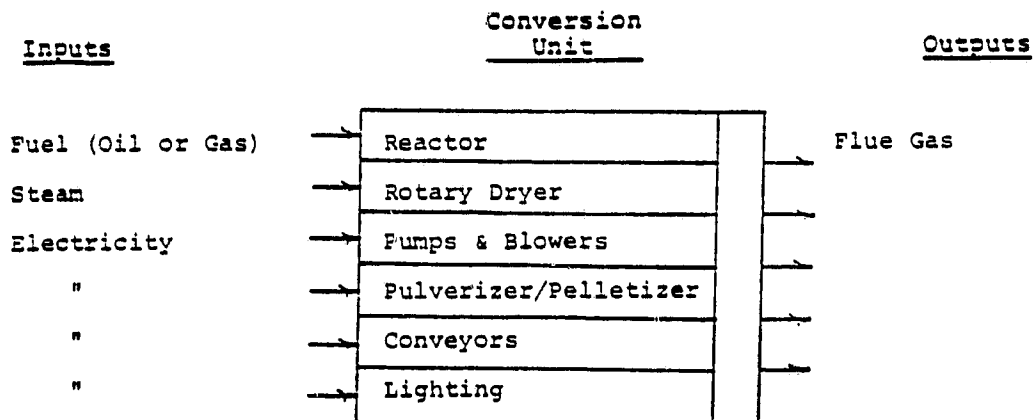 Conversion
Inputs Unit Outputs
Fuel (Oil or Gas) Reactor Flue Gas
Steam Rotary Dryer
Electricity Pumps & Blowers
" Pulverizer/Pelletizer
" Conveyors
" Lighting